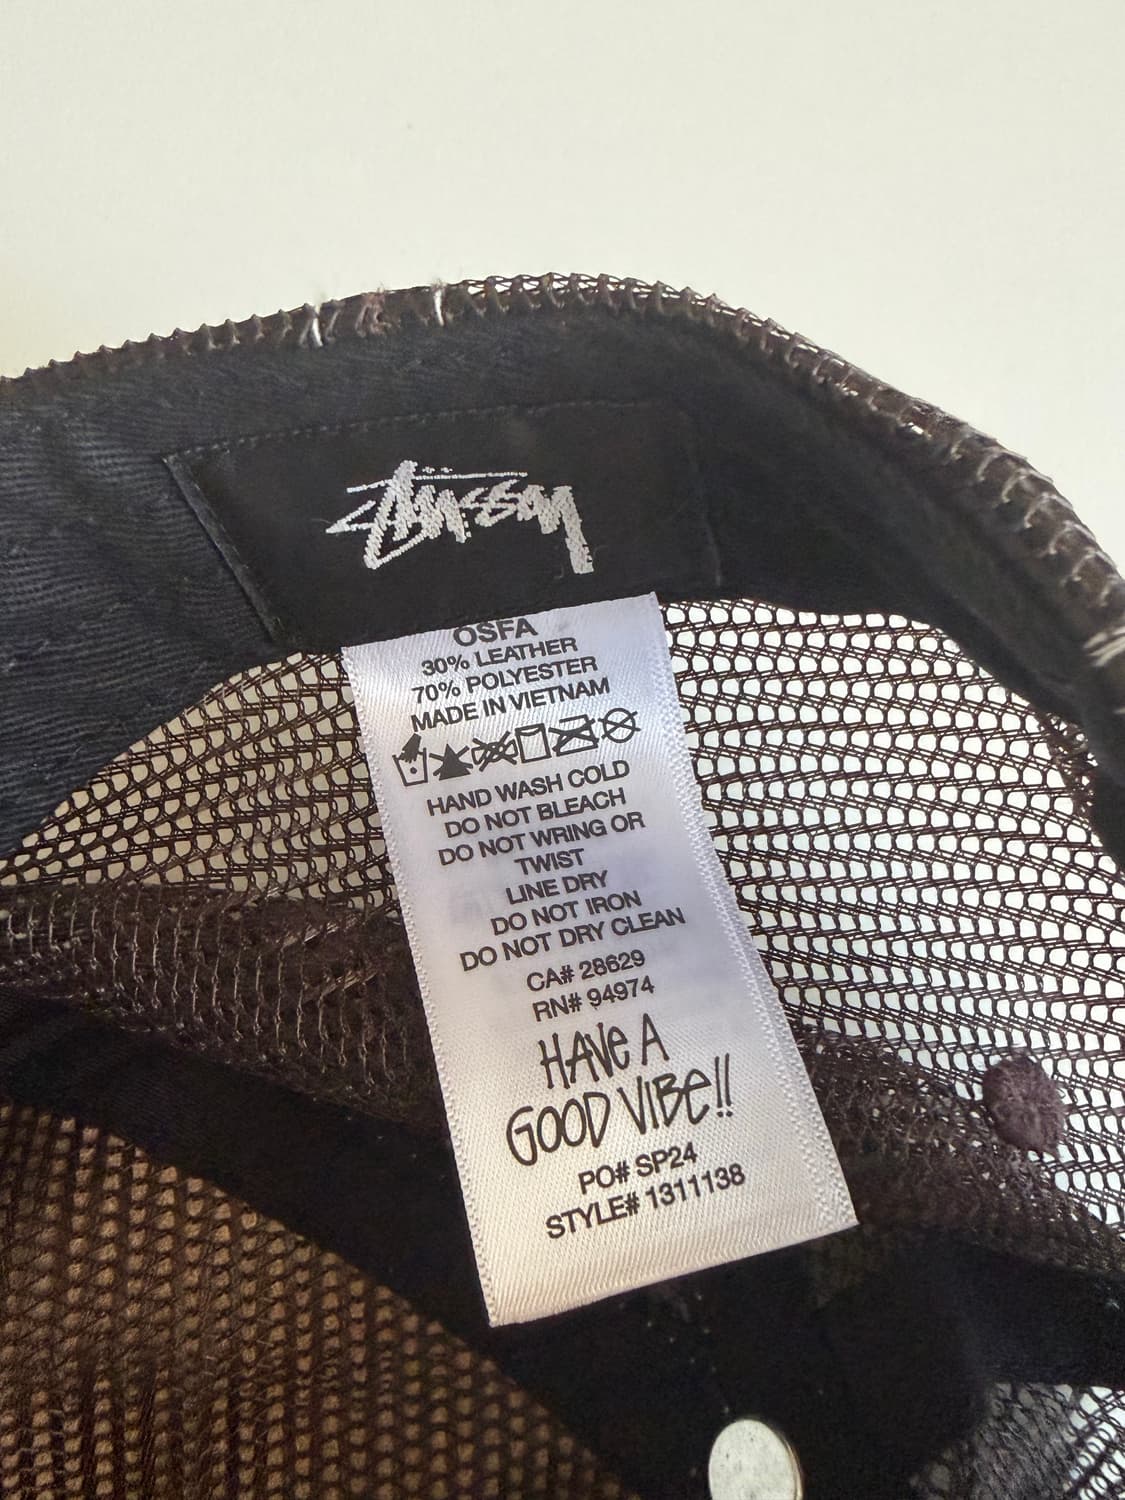 Stüssy
OSFA
30% LEATHER
70% POLYESTER
MADE IN VIETNAM
HAND WASH COLD
DO NOT BLEACH
DO NOT WRING OR
TWIST
LINE DRY
DO NOT IRON
DO NOT DRY CLEAN
CA# 28629
RN# 94974
HAVE A
GOOD VIBE!!
PO# SP24
STYLE# 1311138